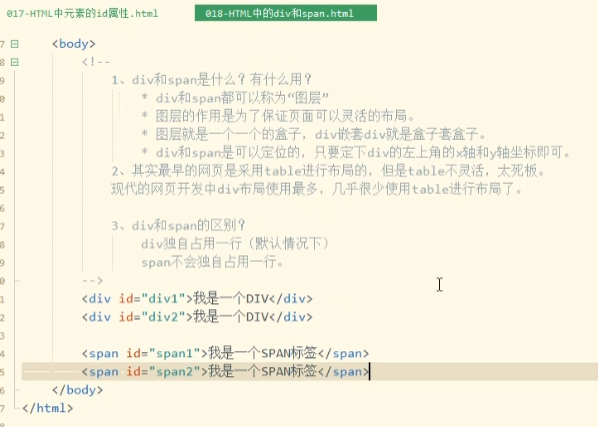 017-HTML中元素的id属性.html
018-HTML中的div和span.html
7 <body>
8 <!--
9 1、div和span是什么？有什么用？
0 * div和span都可以称为“图层”
1 * 图层的作用是为了保证页面可以灵活的布局。
2 * 图层就是一个一个的盒子，div嵌套div就是盒子套盒子。
3 * div和span是可以定位的，只要定下div的左上角的x轴和y轴坐标即可。
4 2、其实最早的网页是采用table进行布局的，但是table不灵活，太死板。
5 现代的网页开发中div布局使用最多，几乎很少使用table进行布局了。
6
7 3、div和span的区别？
8 div独自占用一行（默认情况下）
9 span不会独自占用一行。
0 -->
1 <div id="div1">我是一个DIV</div>
2 <div id="div2">我是一个DIV</div>
3
4 <span id="span1">我是一个SPAN标签</span>
5 <span id="span2">我是一个SPAN标签</span>
6 </body>
7 </html>
8